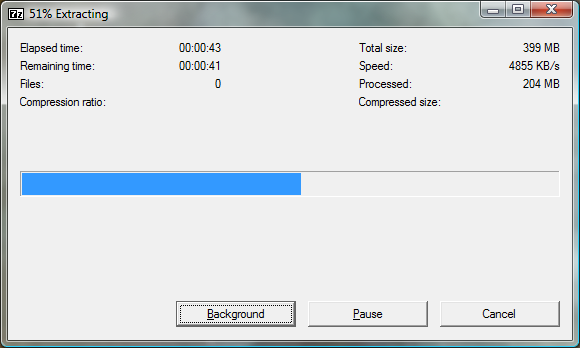 7z 51% Extracting
Elapsed time: 00:00:43 Total size: 399 MB
Remaining time: 00:00:41 Speed: 4855 KB/s
Files: 0 Processed: 204 MB
Compression ratio: Compressed size:
Background Pause Cancel